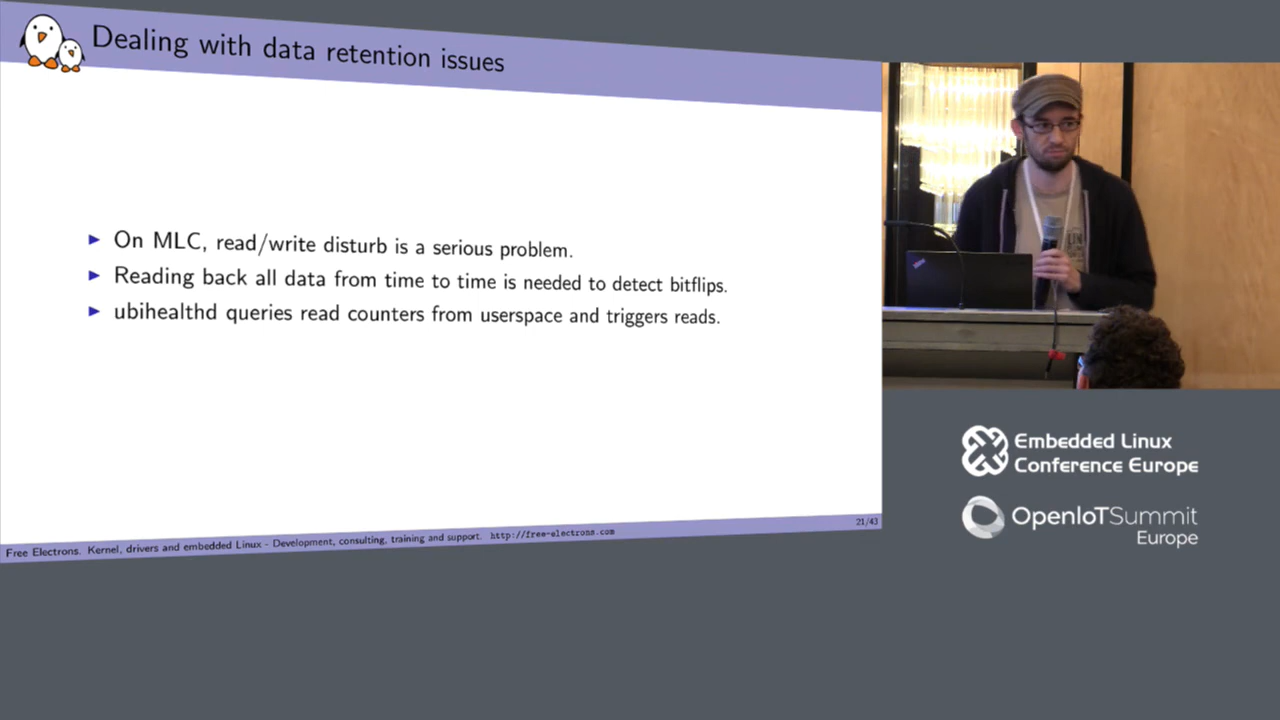 Dealing with data retention issues
On MLC, read/write disturb is a serious problem.
Reading back all data from time to time is needed to detect bitflips.
ubihealthd queries read counters from userspace and triggers reads.
21/43
Free Electrons. Kernel, drivers and embedded Linux - Development, consulting, training and support. http://free-electrons.com
Embedded Linux
Conference Europe
OpenIoTSummit
Europe